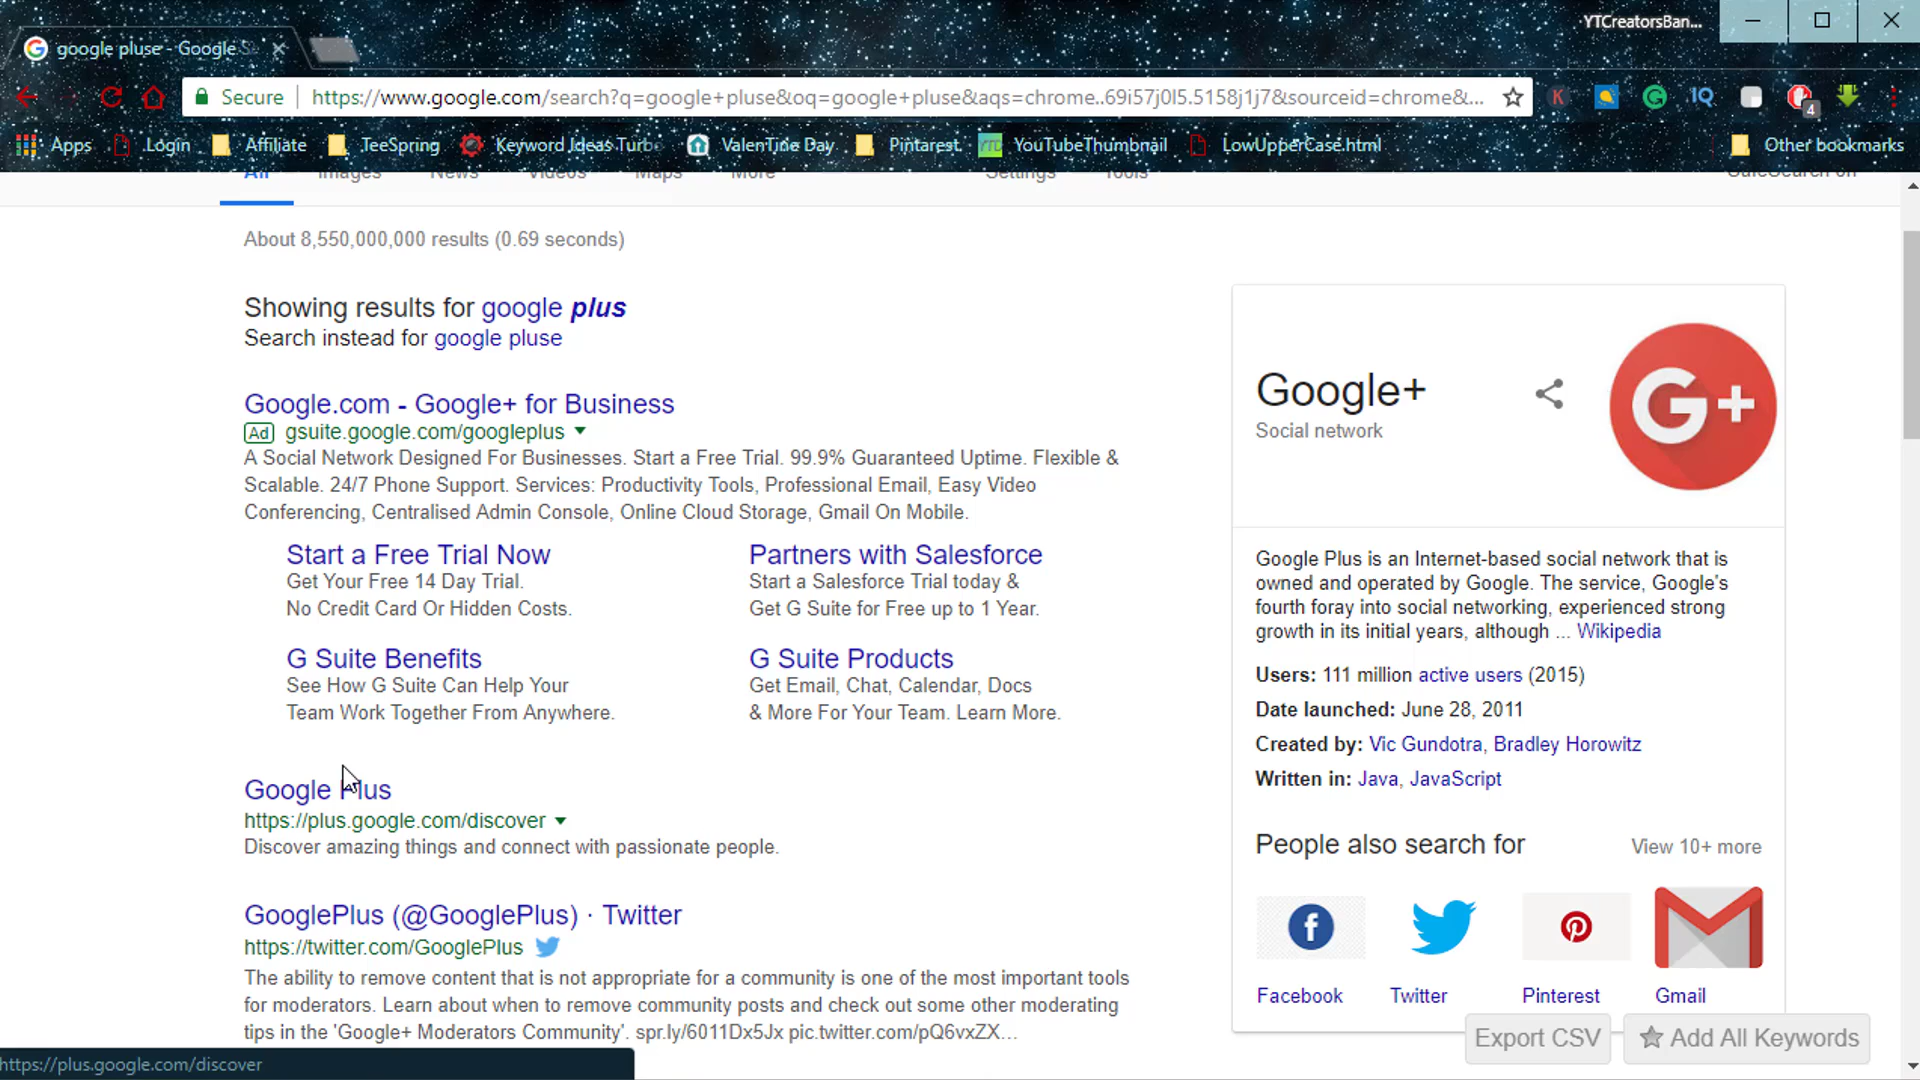 YTCreatorsBan...
google pluse - Google S
Secure | https://www.google.com/search?q=google+pluse&oq=google+pluse&aqs=chrome..69i57j0l5.5158j1j7&sourceid=chrome&...
K IQ 4
Apps Login Affiliate TeeSpring Keyword Ideas Turbo ValenTine Day Pintarest YTD YouTubeThumbnail LowUpperCase.html Other bookmarks
All Images News Videos Maps More Settings Tools SafeSearch on
About 8,550,000,000 results (0.69 seconds)
Showing results for google plus
Search instead for google pluse
Google.com - Google+ for Business
Ad gsuite.google.com/googleplus
A Social Network Designed For Businesses. Start a Free Trial. 99.9% Guaranteed Uptime. Flexible &
Scalable. 24/7 Phone Support. Services: Productivity Tools, Professional Email, Easy Video
Conferencing, Centralised Admin Console, Online Cloud Storage, Gmail On Mobile.
Start a Free Trial Now
Get Your Free 14 Day Trial.
No Credit Card Or Hidden Costs.
Partners with Salesforce
Start a Salesforce Trial today &
Get G Suite for Free up to 1 Year.
G Suite Benefits
See How G Suite Can Help Your
Team Work Together From Anywhere.
G Suite Products
Get Email, Chat, Calendar, Docs
& More For Your Team. Learn More.
Google Plus
https://plus.google.com/discover
Discover amazing things and connect with passionate people.
GooglePlus (@GooglePlus) · Twitter
https://twitter.com/GooglePlus
The ability to remove content that is not appropriate for a community is one of the most important tools
for moderators. Learn about when to remove community posts and check out some other moderating
tips in the 'Google+ Moderators Community'. spr.ly/6011Dx5Jx pic.twitter.com/pQ6vxZX...
https://plus.google.com/discover
Google+
Social network
G+
Google Plus is an Internet-based social network that is
owned and operated by Google. The service, Google's
fourth foray into social networking, experienced strong
growth in its initial years, although ... Wikipedia
Users: 111 million active users (2015)
Date launched: June 28, 2011
Created by: Vic Gundotra, Bradley Horowitz
Written in: Java, JavaScript
People also search for
View 10+ more
Facebook
Twitter
Pinterest
Gmail
Export CSV
Add All Keywords